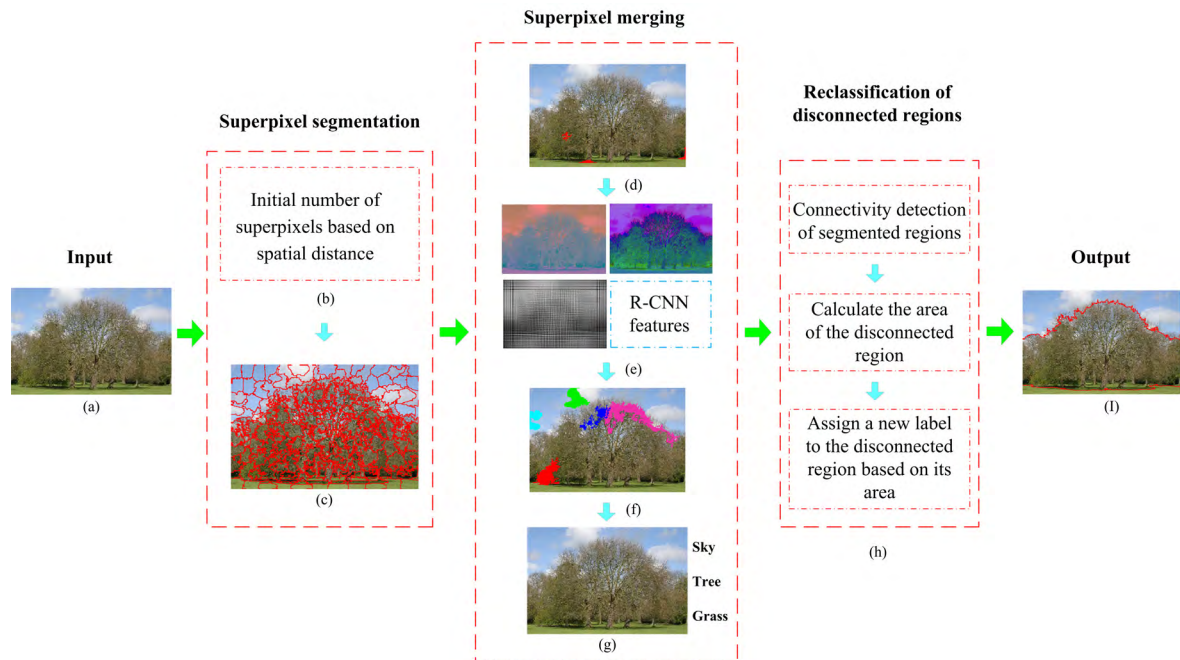 Input
(a)
Superpixel segmentation
Initial number of
superpixels based on
spatial distance
(b)
(c)
Superpixel merging
(d)
R-CNN
features
(e)
(f)
Sky
Tree
Grass
(g)
Reclassification of
disconnected regions
Connectivity detection
of segmented regions
Calculate the area
of the disconnected
region
Assign a new label
to the disconnected
region based on its
area
(h)
Output
(I)